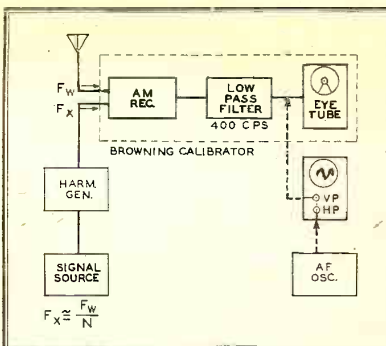 F_W
F_X
AM
REC.
LOW
PASS
FILTER
400 CPS
EYE
TUBE
BROWNING CALIBRATOR
HARM.
GEN.
VP
HP
SIGNAL
SOURCE
AF
OSC.
F_X ≅ F_W / N